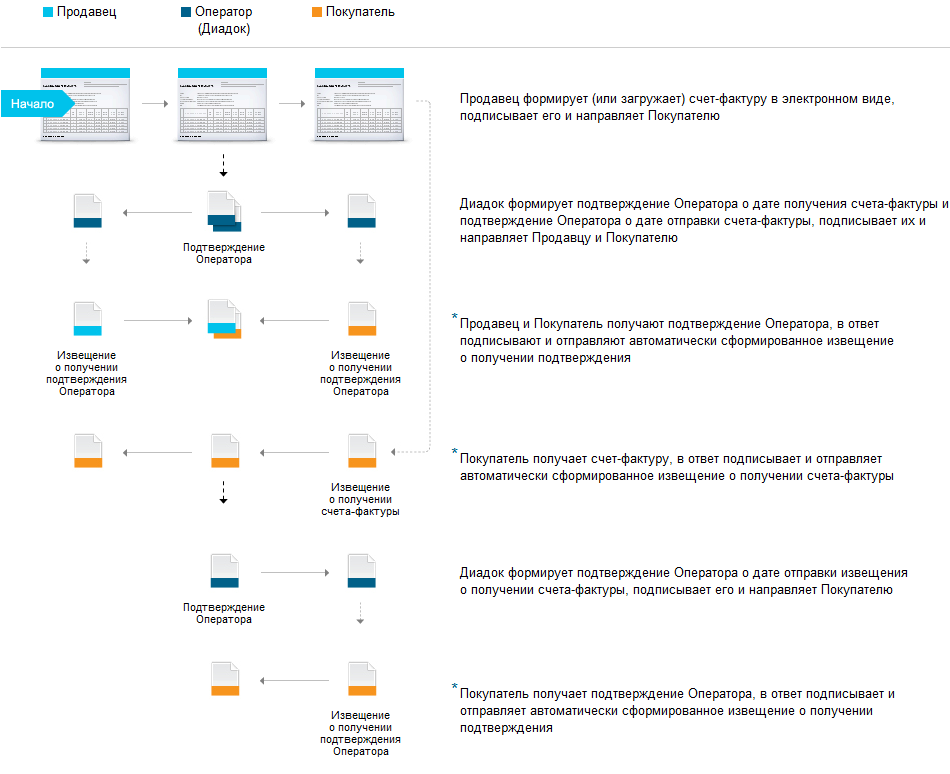 Продавец
Оператор
(Диадок)
Покупатель
Начало
Продавец формирует (или загружает) счет-фактуру в электронном виде,
подписывает его и направляет Покупателю
Подтверждение
Оператора
Диадок формирует подтверждение Оператора о дате получения счета-фактуры и
подтверждение Оператора о дате отправки счета-фактуры, подписывает их и
направляет Продавцу и Покупателю
Извещение
о получении
подтверждения
Оператора
Извещение
о получении
подтверждения
Оператора
* Продавец и Покупатель получают подтверждение Оператора, в ответ
подписывают и отправляют автоматически сформированное извещение
о получении подтверждения
Извещение
о получении
счета-фактуры
* Покупатель получает счет-фактуру, в ответ подписывает и отправляет
автоматически сформированное извещение о получении счета-фактуры
Подтверждение
Оператора
Диадок формирует подтверждение Оператора о дате отправки извещения
о получении счета-фактуры, подписывает его и направляет Покупателю
Извещение
о получении
подтверждения
Оператора
* Покупатель получает подтверждение Оператора, в ответ подписывает и
отправляет автоматически сформированное извещение о получении
подтверждения